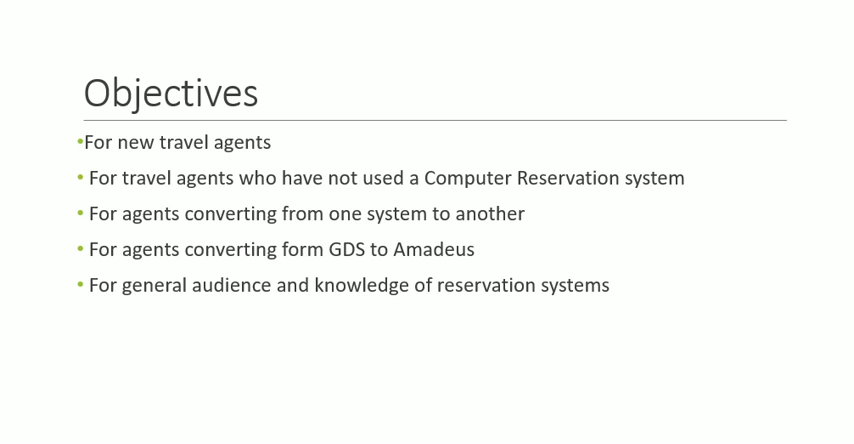 Objectives
•For new travel agents
• For travel agents who have not used a Computer Reservation system
• For agents converting from one system to another
• For agents converting form GDS to Amadeus
• For general audience and knowledge of reservation systems